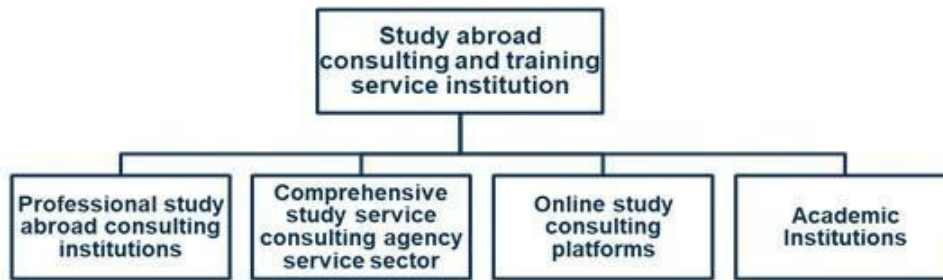 Study abroad
consulting and training
service institution
Professional study
abroad consulting
institutions
Comprehensive
study service
consulting agency
service sector
Online study
consulting
platforms
Academic
Institutions